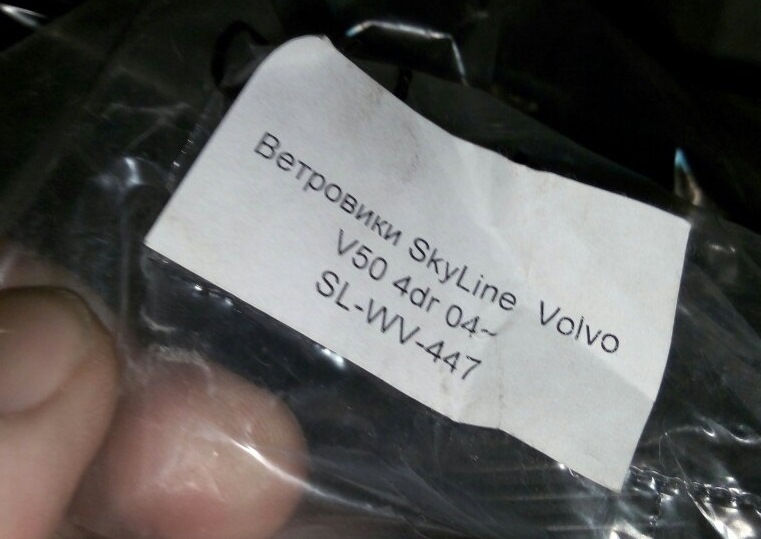 Ветровики SkyLine Volvo
V50 4dr 04~
SL-WV-447